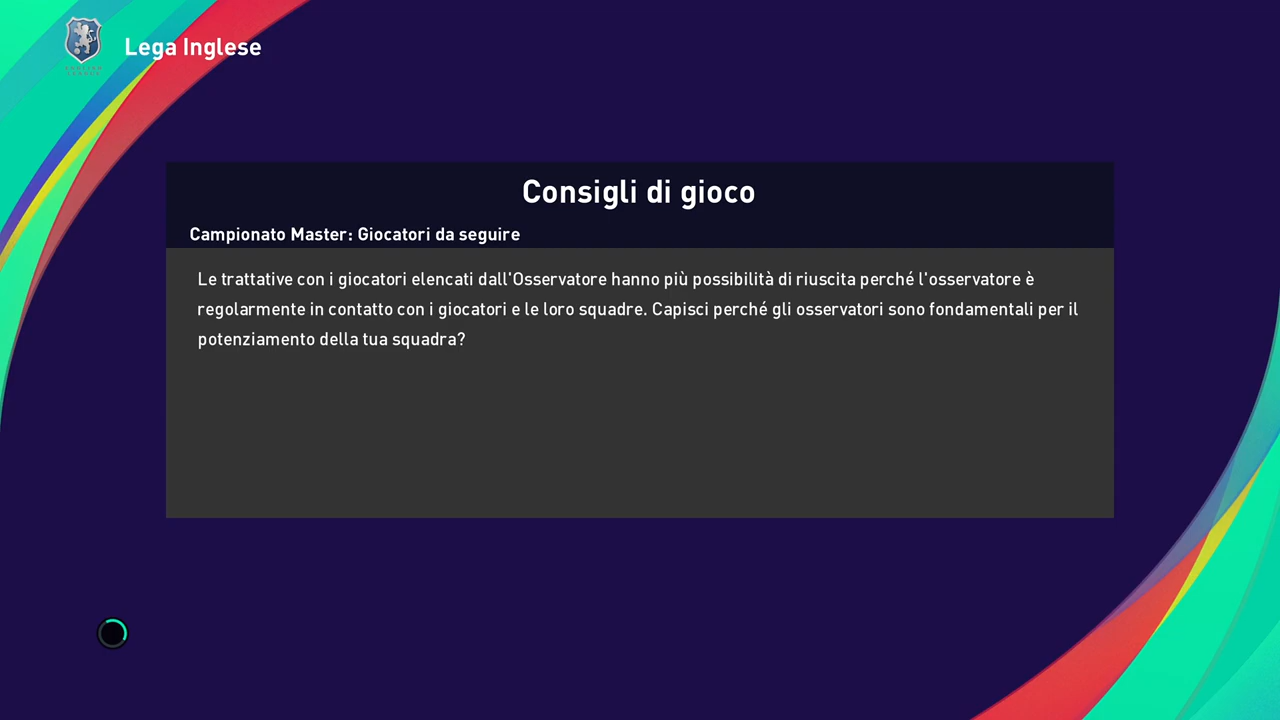 Lega Inglese
Consigli di gioco
Campionato Master: Giocatori da seguire
Le trattative con i giocatori elencati dall'Osservatore hanno più possibilità di riuscita perché l'osservatore è
regolarmente in contatto con i giocatori e le loro squadre. Capisci perché gli osservatori sono fondamentali per il
potenziamento della tua squadra?